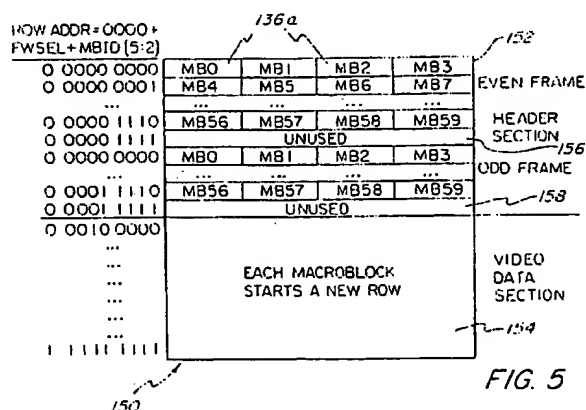 ROW ADDR = 0000 +
FWSEL + MBID (5:2)
136a
152
0 0000 0000 MB0 MB1 MB2 MB3
EVEN FRAME
0 0000 0001 MB4 MB5 MB6 MB7
... ... ...
HEADER SECTION
0 0000 1110 MB56 MB57 MB58 MB59
0 0000 1111 UNUSED
156
0 0000 0000 MB0 MB1 MB2 MB3
ODD FRAME
... ... ...
0 0001 1110 MB56 MB57 MB58 MB59
0 0001 1111 UNUSED
158
0 0010 0000
...
...
...
...
...
...
1 1110 1111
EACH MACROBLOCK
STARTS A NEW ROW
VIDEO
DATA
SECTION
154
150
FIG. 5